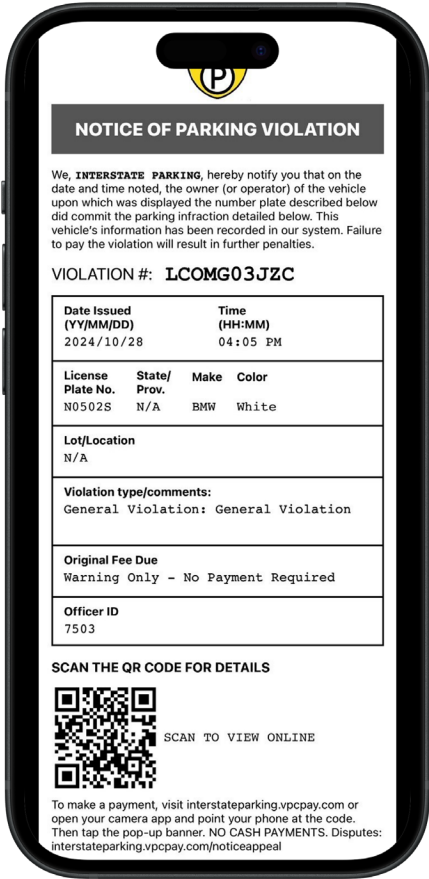 P
NOTICE OF PARKING VIOLATION
We, INTERSTATE PARKING, hereby notify you that on the
date and time noted, the owner (or operator) of the vehicle
upon which was displayed the number plate described below
did commit the parking infraction detailed below. This
vehicle's information has been recorded in our system. Failure
to pay the violation will result in further penalties.
VIOLATION #: LCOMG03JZC
Date Issued Time
(YY/MM/DD) (HH:MM)
2024/10/28 04:05 PM
License State/ Make Color
Plate No. Prov.
N0502S N/A BMW White
Lot/Location
N/A
Violation type/comments:
General Violation: General Violation
Original Fee Due
Warning Only - No Payment Required
Officer ID
7503
SCAN THE QR CODE FOR DETAILS
SCAN TO VIEW ONLINE
To make a payment, visit interstateparking.vpcpay.com or
open your camera app and point your phone at the code.
Then tap the pop-up banner. NO CASH PAYMENTS. Disputes:
interstateparking.vpcpay.com/noticeappeal